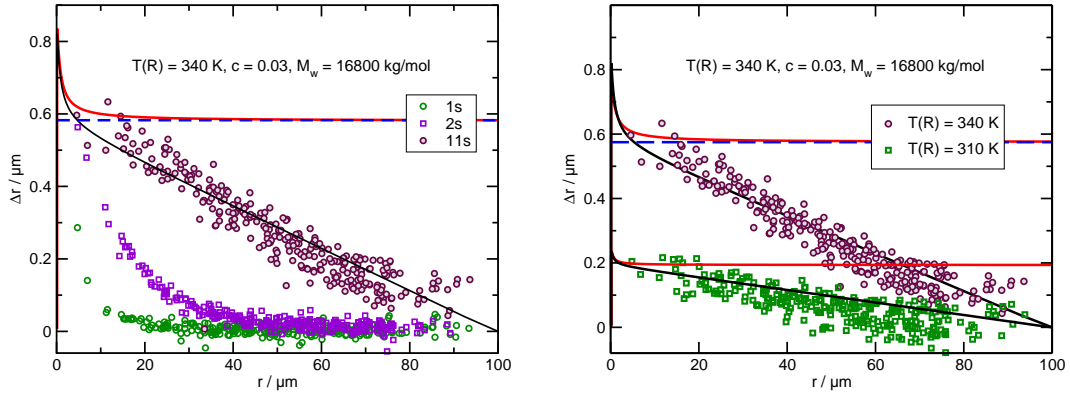 T(R) = 340 K, c = 0.03, M_w = 16800 kg/mol
1s
2s
11s
Δr / μm
0.8
0.6
0.4
0.2
0
0 20 40 60 80 100
r / μm
T(R) = 340 K, c = 0.03, M_w = 16800 kg/mol
T(R) = 340 K
T(R) = 310 K
Δr / μm
0.8
0.6
0.4
0.2
0
0 20 40 60 80 100
r / μm